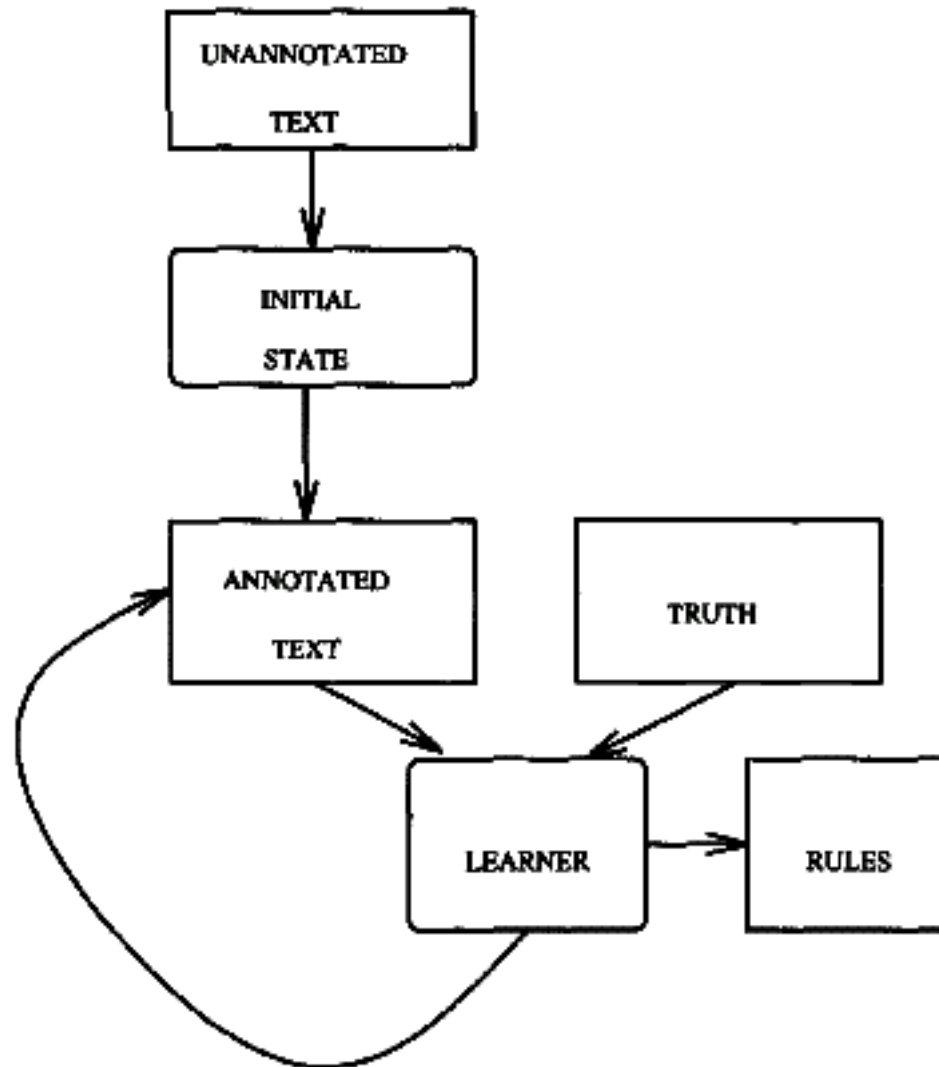 UNANNOTATED
TEXT
INITIAL
STATE
ANNOTATED
TEXT
TRUTH
LEARNER
RULES